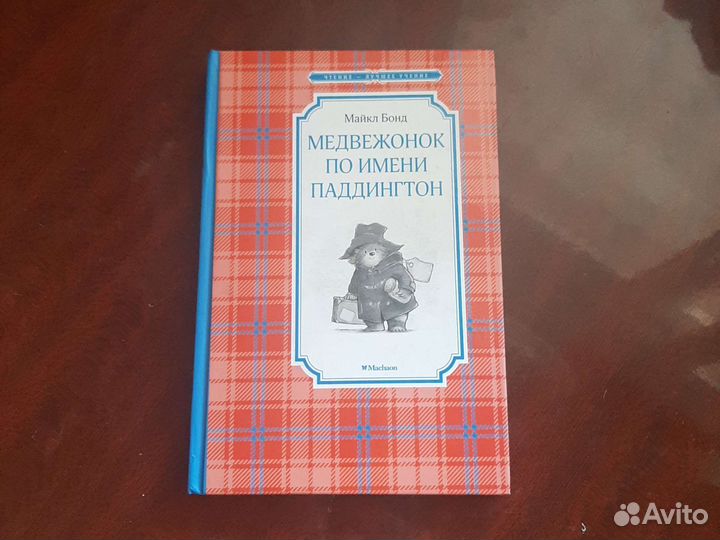 ЧТЕНИЕ – ЛУЧШЕЕ УЧЕНИЕ
Майкл Бонд
МЕДВЕЖОНОК
ПО ИМЕНИ
ПАДДИНГТОН
Machaon
Avito